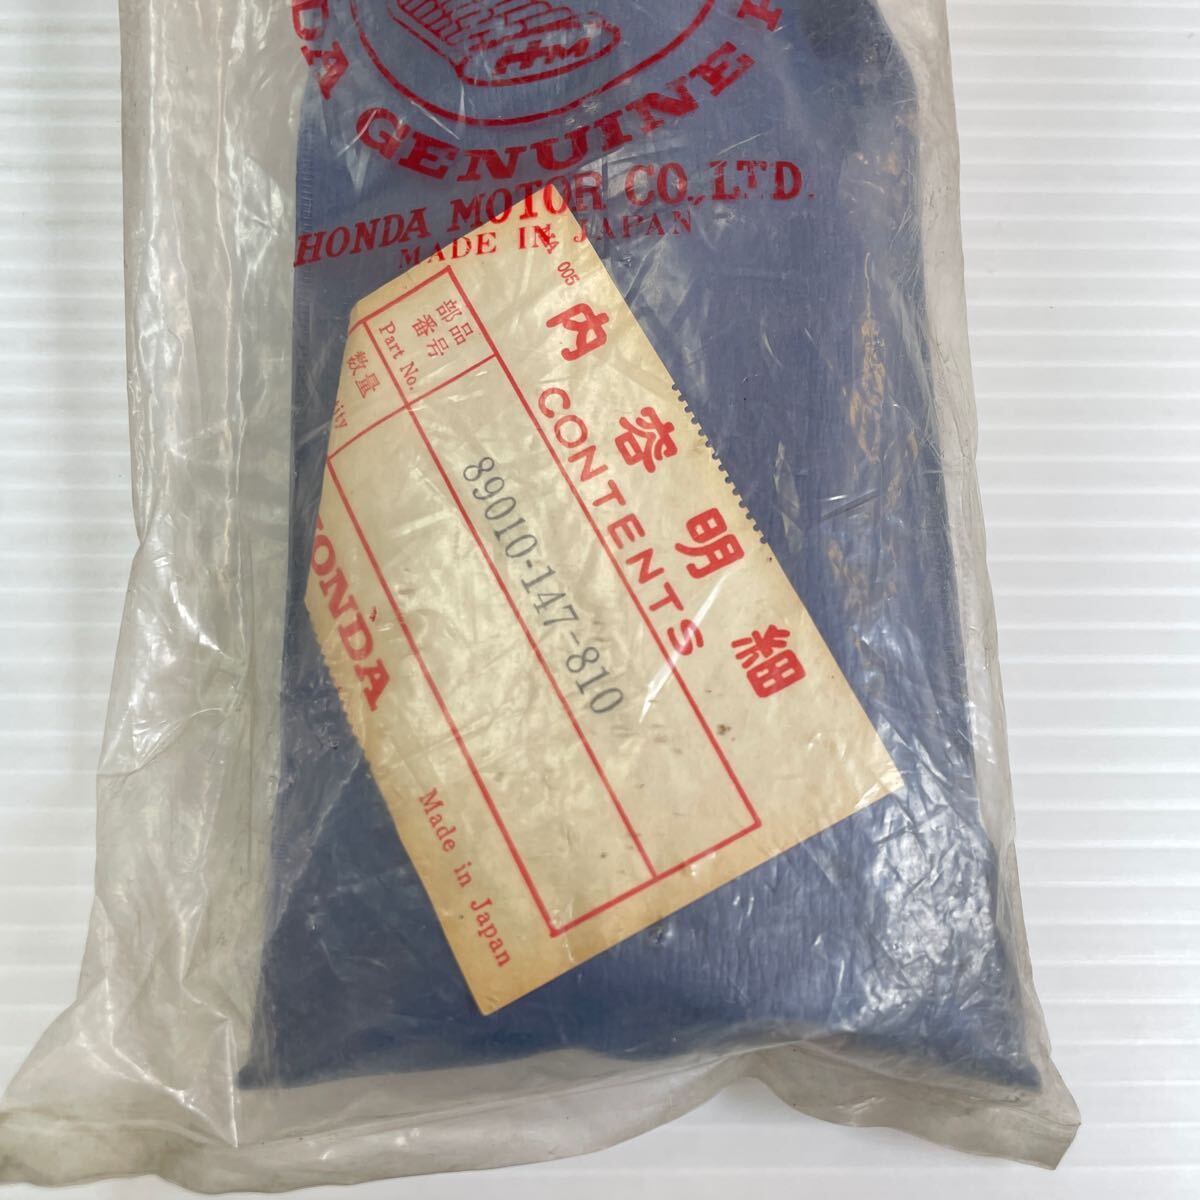 DA GENUINE P
HONDA MOTOR CO., LTD.
MADE IN JAPAN
005
内容明細
CONTENTS
部品番号
Part No.
89010-147-810
数量
ity
HONDA
Made in Japan